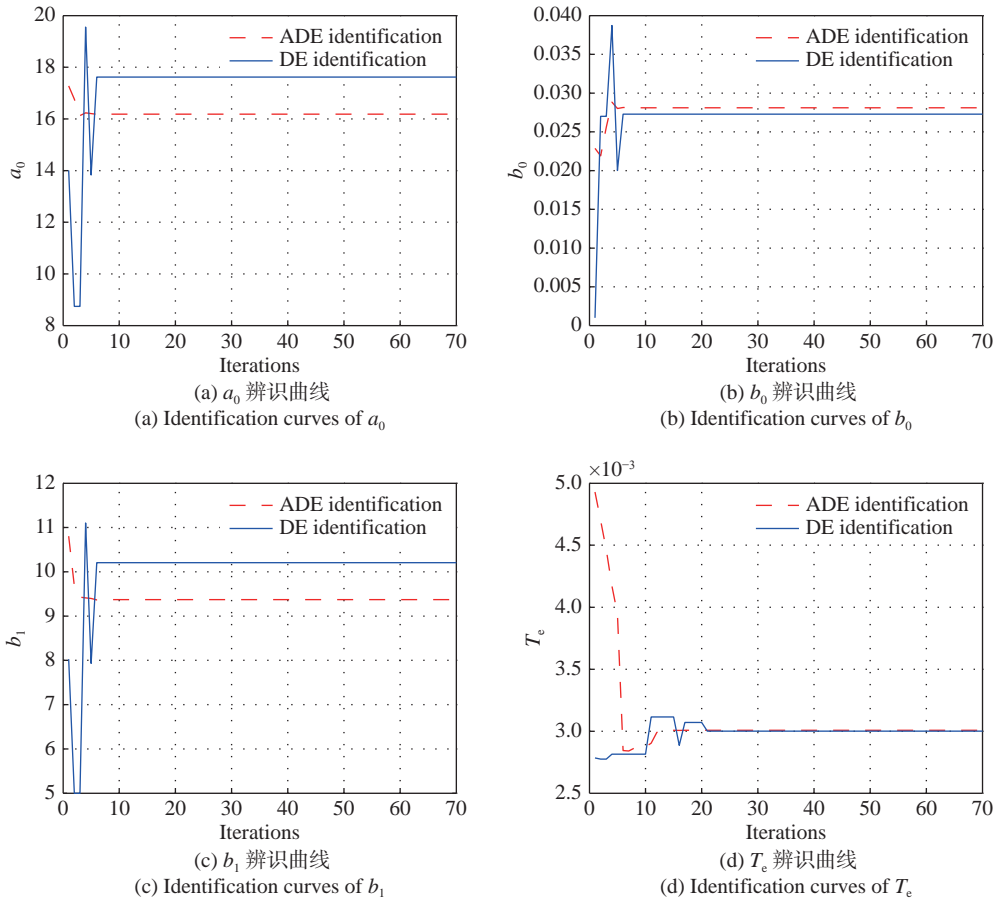 20
18
16
14
12
10
8
a₀
ADE identification
DE identification
0 10 20 30 40 50 60 70
Iterations
(a) a₀ 辨识曲线
(a) Identification curves of a₀
0.040
0.035
0.030
0.025
0.020
0.015
0.010
0.005
0
b₀
ADE identification
DE identification
0 10 20 30 40 50 60 70
Iterations
(b) b₀ 辨识曲线
(b) Identification curves of b₀
12
11
10
9
8
7
6
5
b₁
ADE identification
DE identification
0 10 20 30 40 50 60 70
Iterations
(c) b₁ 辨识曲线
(c) Identification curves of b₁
×10⁻³
5.0
4.5
4.0
3.5
3.0
2.5
Tₑ
ADE identification
DE identification
0 10 20 30 40 50 60 70
Iterations
(d) Tₑ 辨识曲线
(d) Identification curves of Tₑ